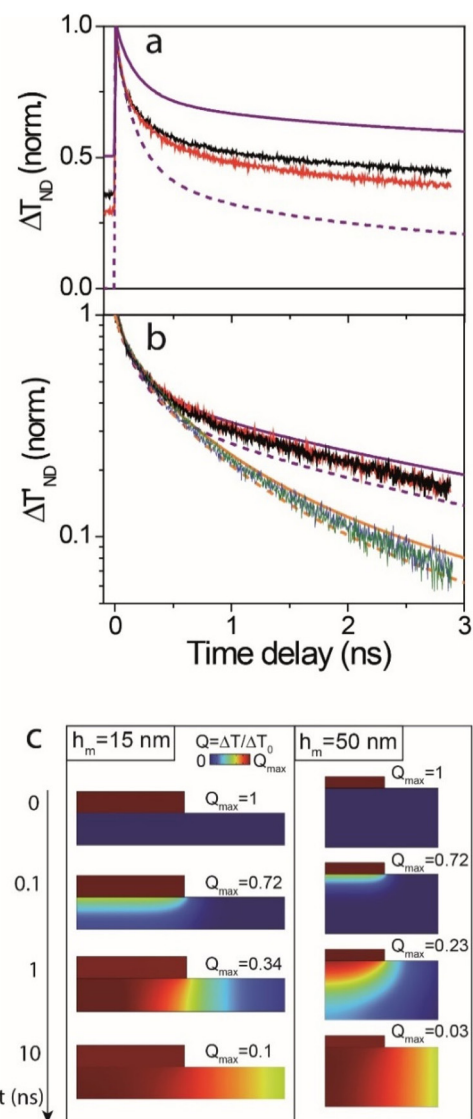 1.0
a
0.5
0.0
ΔT_ND (norm.)
1
b
0.1
ΔT'_ND (norm.)
0 1 2 3
Time delay (ns)
c
h_m=15 nm
Q=ΔT/ΔT_0
0 Q_max
h_m=50 nm
0
Q_max=1
Q_max=1
0.1
Q_max=0.72
Q_max=0.72
1
Q_max=0.34
Q_max=0.23
10
Q_max=0.1
Q_max=0.03
t (ns)